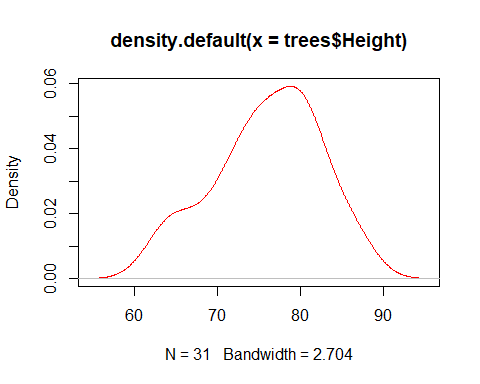 density.default(x = trees$Height)
Density
0.06
0.04
0.02
0.00
60 70 80 90
N = 31 Bandwidth = 2.704